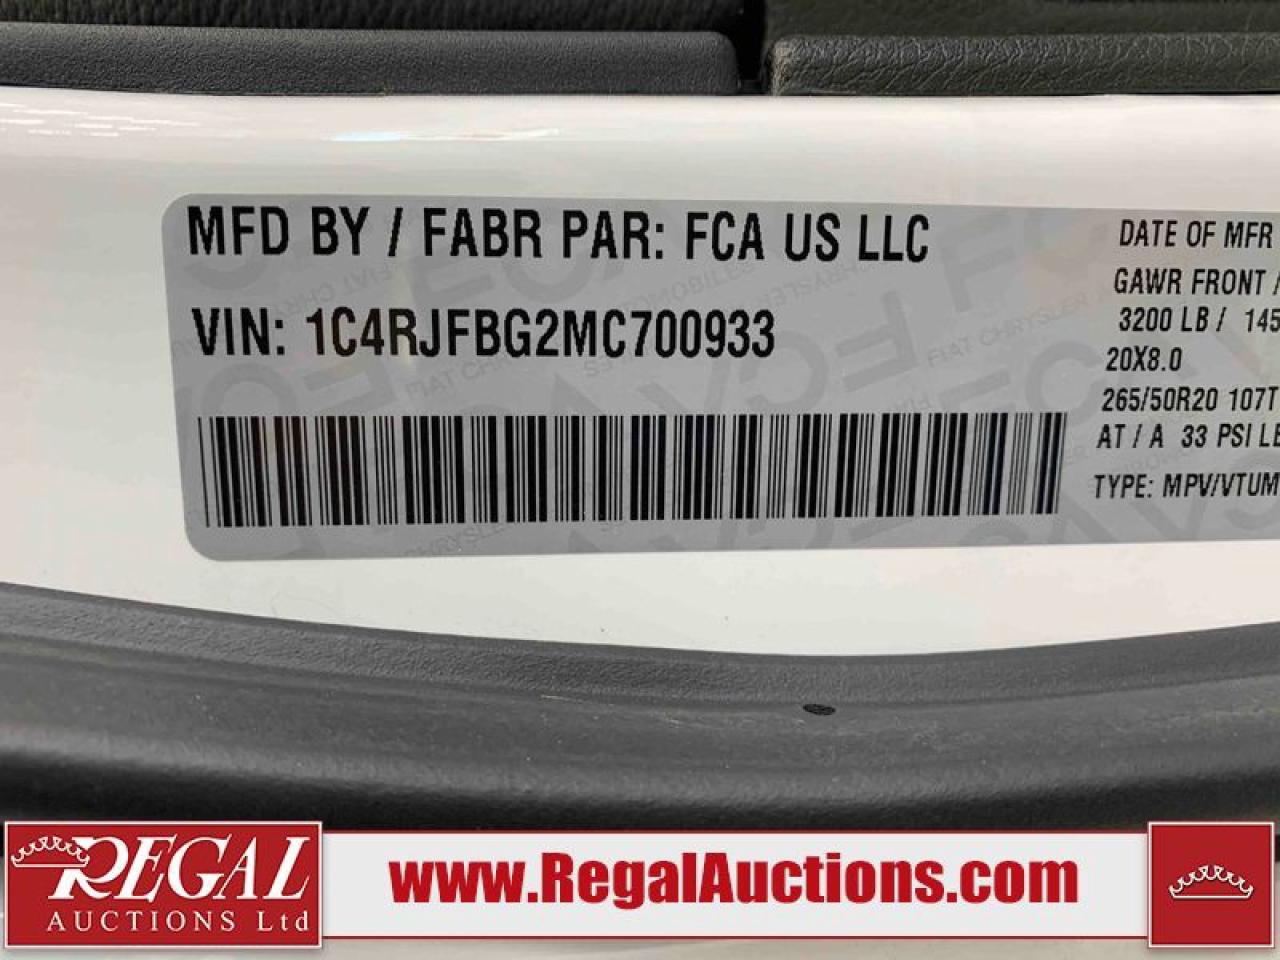 MFD BY / FABR PAR: FCA US LLC
VIN: 1C4RJFBG2MC700933
DATE OF MFR
GAWR FRONT /
3200 LB / 145
20X8.0
265/50R20 107T
AT / A 33 PSI
TYPE: MPV/VTUM
REGAL
AUCTIONS Ltd
www.RegalAuctions.com